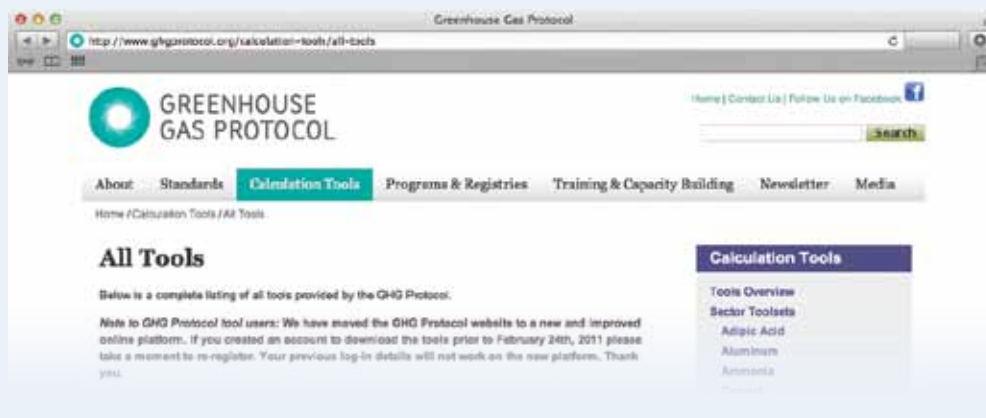 Greenhouse Gas Protocol
http://www.ghgprotocol.org/calculation-tools/all-tools
GREENHOUSE
GAS PROTOCOL
Home | Contact Us | Follow Us on Facebook
Search
About Standards Calculation Tools Programs & Registries Training & Capacity Building Newsletter Media
Home / Calculation Tools / All Tools
All Tools
Below is a complete listing of all tools provided by the GHG Protocol.
Note to GHG Protocol tool users: We have moved the GHG Protocol website to a new and improved
online platform. If you created an account to download the tools prior to February 24th, 2011 please
take a moment to re-register. Your previous log-in details will not work on the new platform. Thank
you.
Calculation Tools
Tools Overview
Sector Toolsets
Adipic Acid
Aluminum
Ammonia